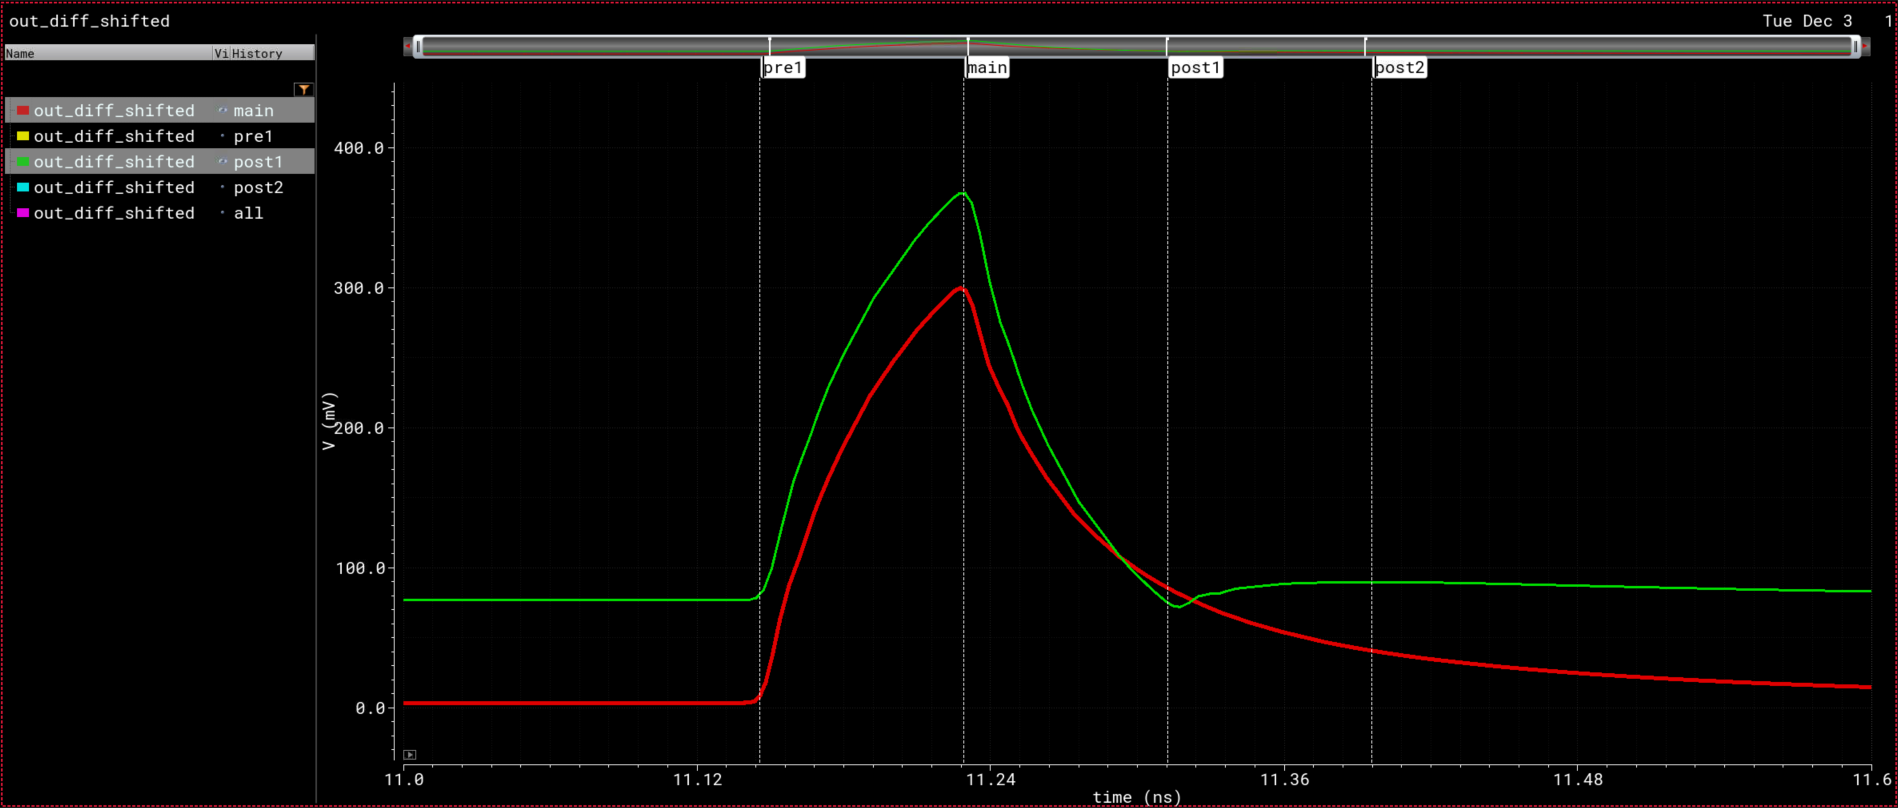 out_diff_shifted
Tue Dec 3 1
Name Vi History
out_diff_shifted main
out_diff_shifted pre1
out_diff_shifted post1
out_diff_shifted post2
out_diff_shifted all
pre1 main post1 post2
400.0
300.0
200.0
100.0
0.0
V (mV)
11.0 11.12 11.24 11.36 11.48 11.6
time (ns)